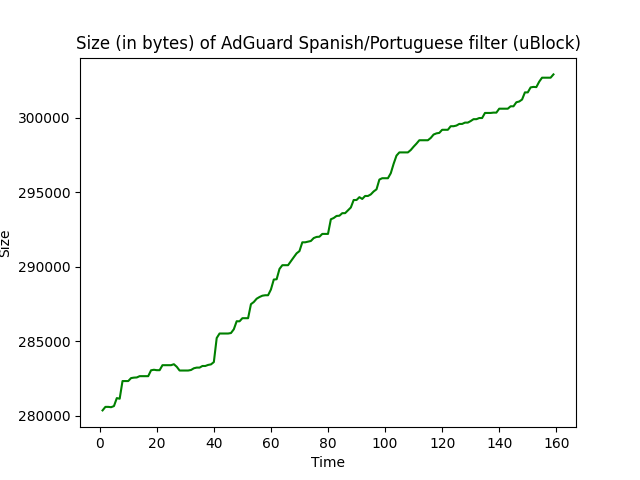 Size (in bytes) of AdGuard Spanish/Portuguese filter (uBlock)
300000
295000
290000
285000
280000
Size
0 20 40 60 80 100 120 140 160
Time